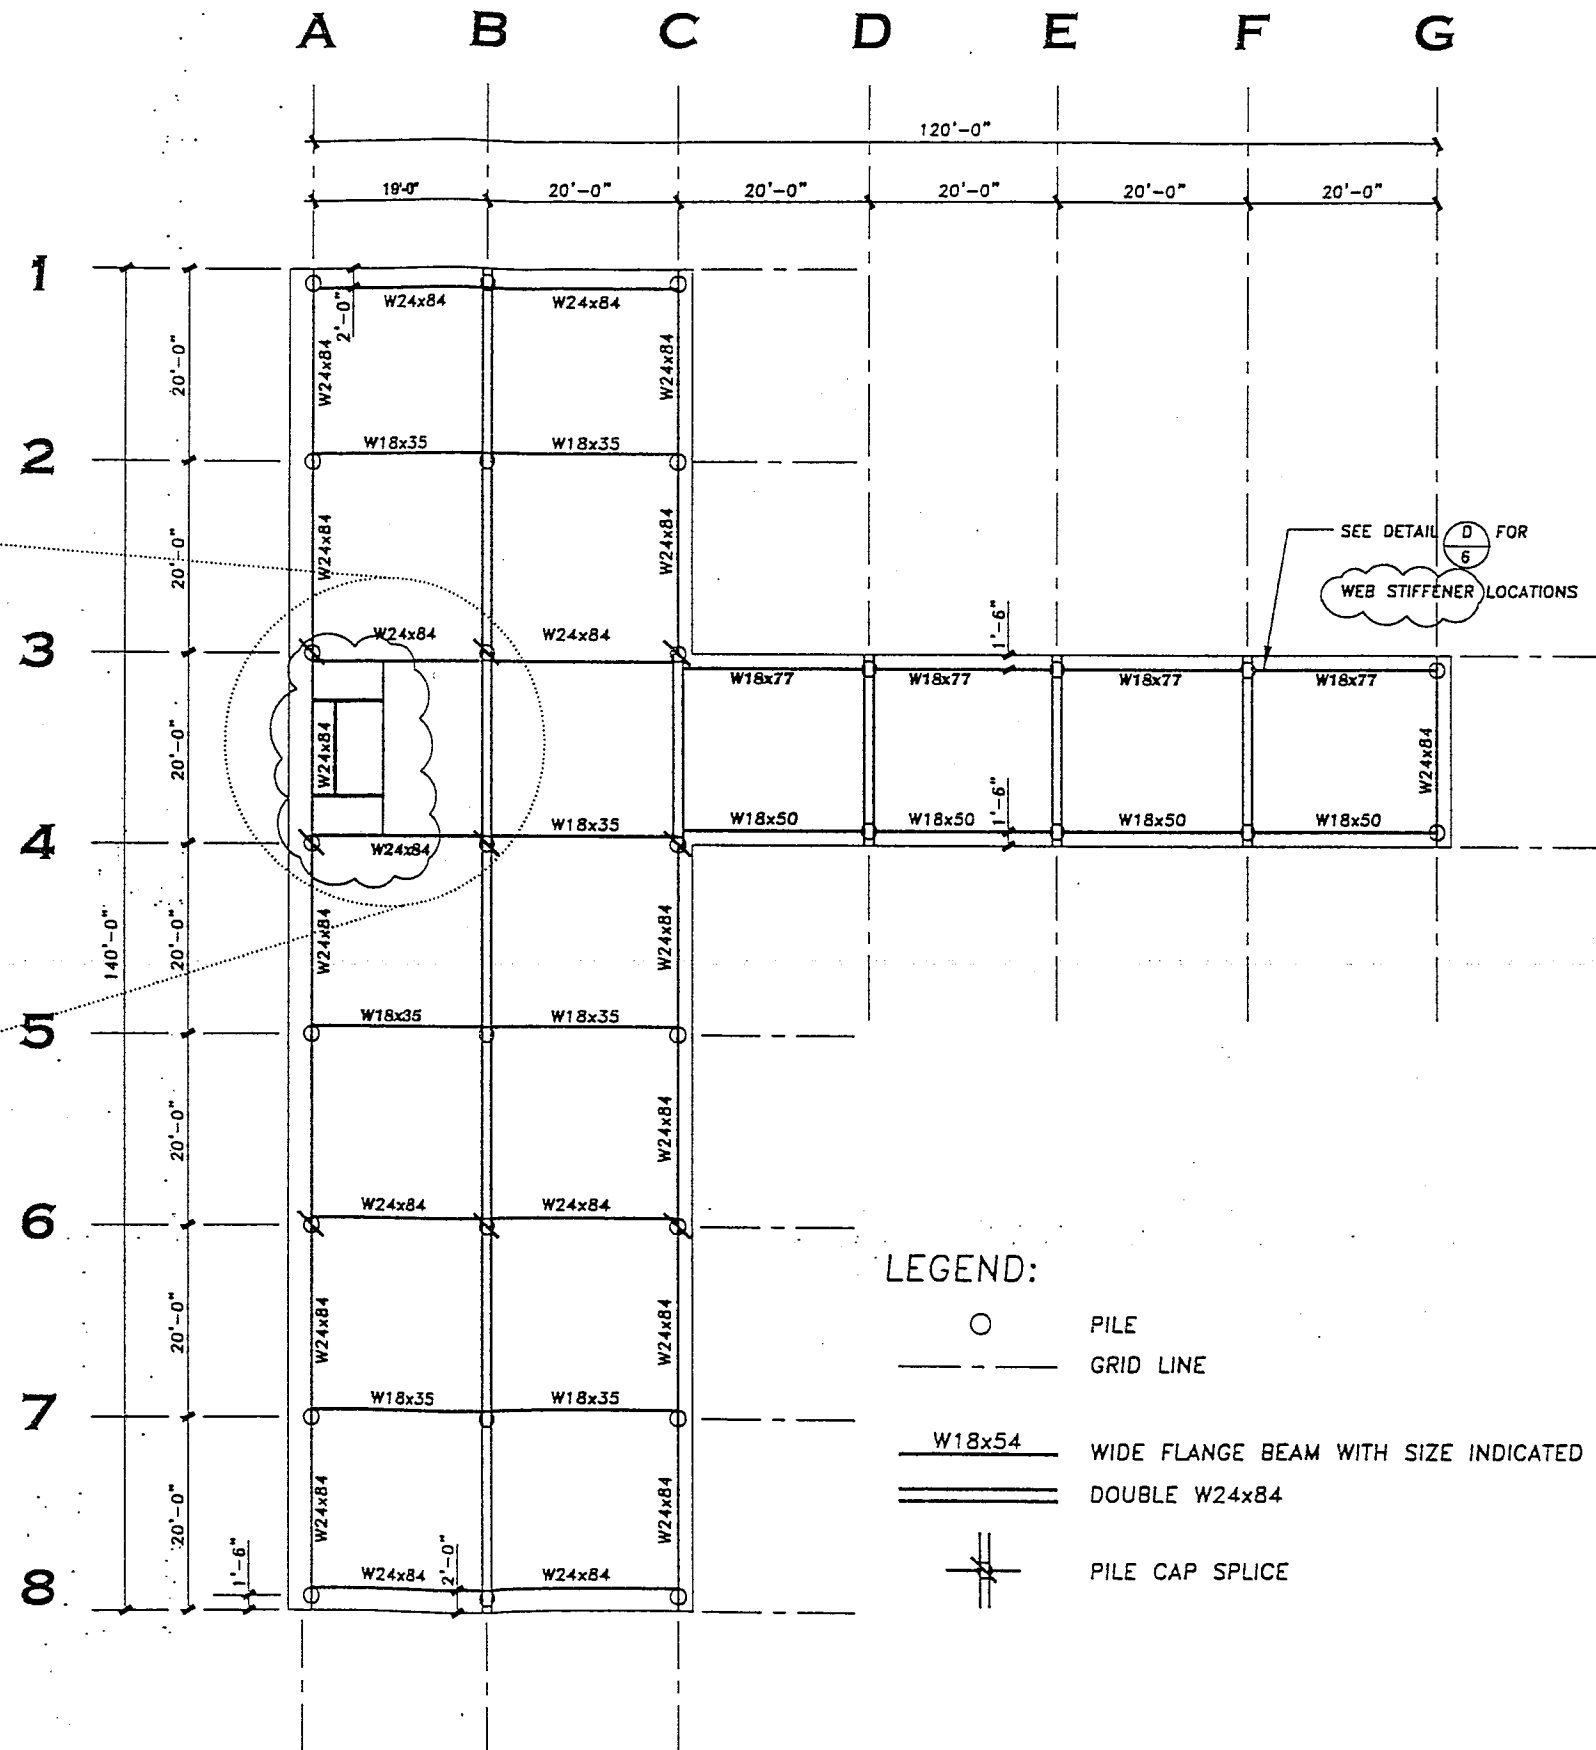 A B C D E F G
120'-0"
19'-0" 20'-0" 20'-0" 20'-0" 20'-0" 20'-0"
1
W24x84 W24x84
2'-0"
20'-0" W24x84 W24x84
2
W18x35 W18x35
20'-0" W24x84 W24x84
SEE DETAIL D FOR
6
WEB STIFFENER LOCATIONS
3
W24x84 W24x84
1'-6"
W18x77 W18x77 W18x77 W18x77
20'-0" W24x84 W24x84
1'-6"
W18x35 W18x50 W18x50 W18x50 W18x50
4
W24x84
140'-0" 20'-0" W24x84 W24x84
5
W18x35 W18x35
20'-0" W24x84
6
W24x84 W24x84
20'-0" W24x84 W24x84
7
W18x35 W18x35
20'-0" W24x84 W24x84
1'-6" 2'-0"
8
W24x84 W24x84
LEGEND:
PILE
GRID LINE
W18x54 WIDE FLANGE BEAM WITH SIZE INDICATED
DOUBLE W24x84
PILE CAP SPLICE